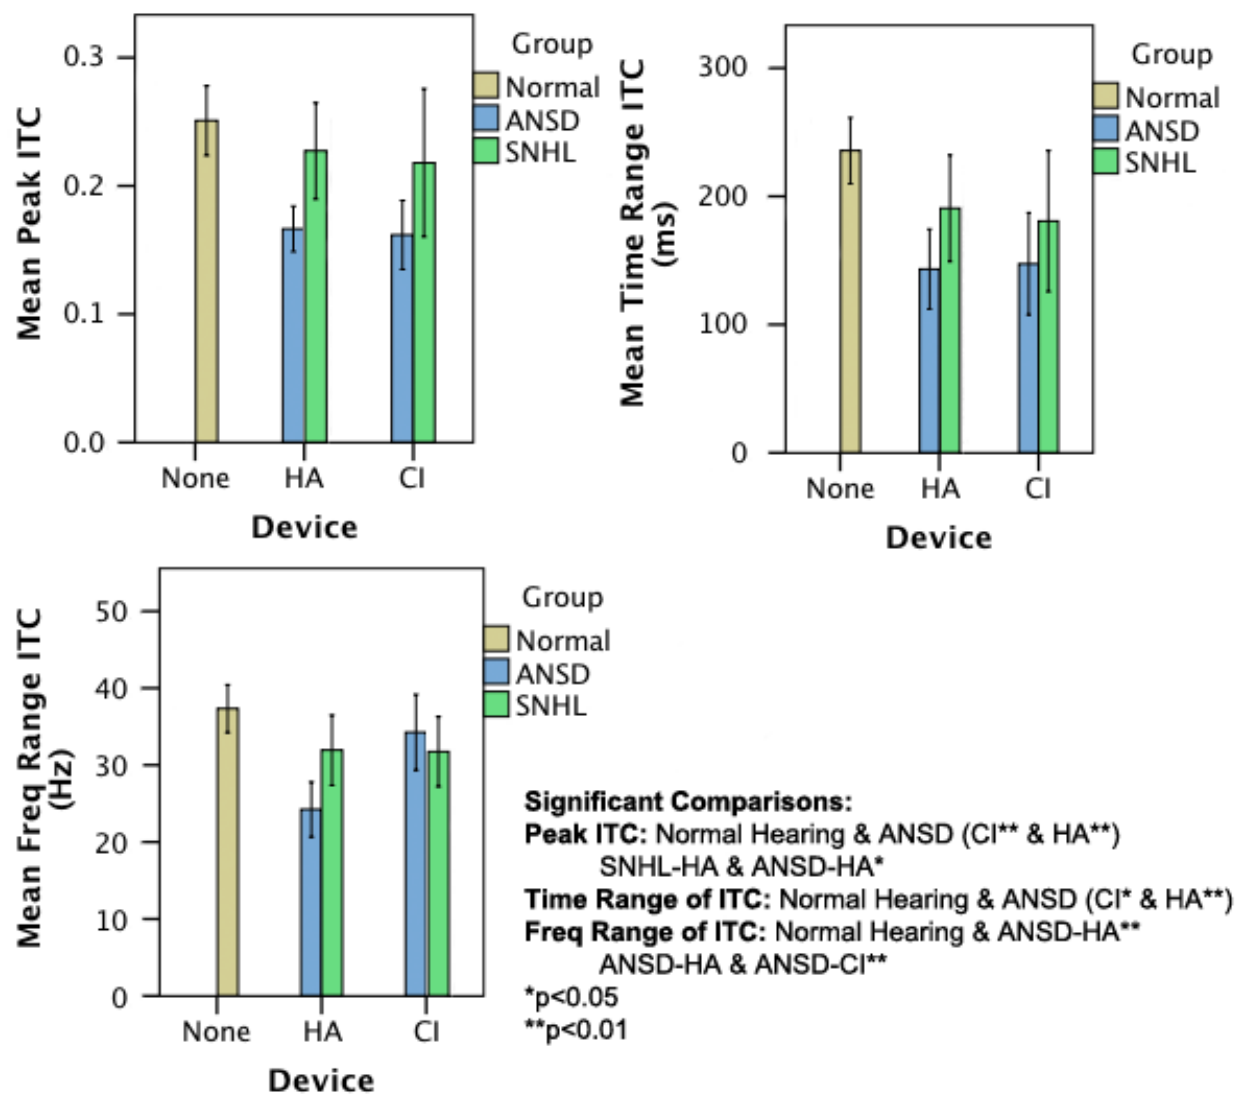 Mean Peak ITC
0.3
0.2
0.1
0.0
None HA CI
Device
Group
Normal
ANSD
SNHL
Mean Time Range ITC
(ms)
300
200
100
0
None HA CI
Device
Group
Normal
ANSD
SNHL
Mean Freq Range ITC
(Hz)
50
40
30
20
10
0
None HA CI
Device
Group
Normal
ANSD
SNHL
Significant Comparisons:
Peak ITC: Normal Hearing & ANSD (CI** & HA**)
SNHL-HA & ANSD-HA*
Time Range of ITC: Normal Hearing & ANSD (CI* & HA**)
Freq Range of ITC: Normal Hearing & ANSD-HA**
ANSD-HA & ANSD-CI**
*p<0.05
**p<0.01